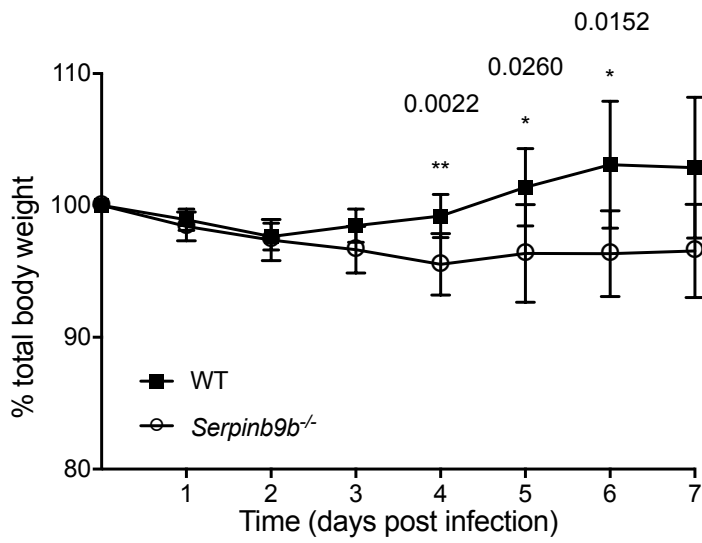 0.0152
*
0.0260
*
0.0022
**
110
100
90
80
% total body weight
WT
Serpinb9b-/-
1 2 3 4 5 6 7
Time (days post infection)